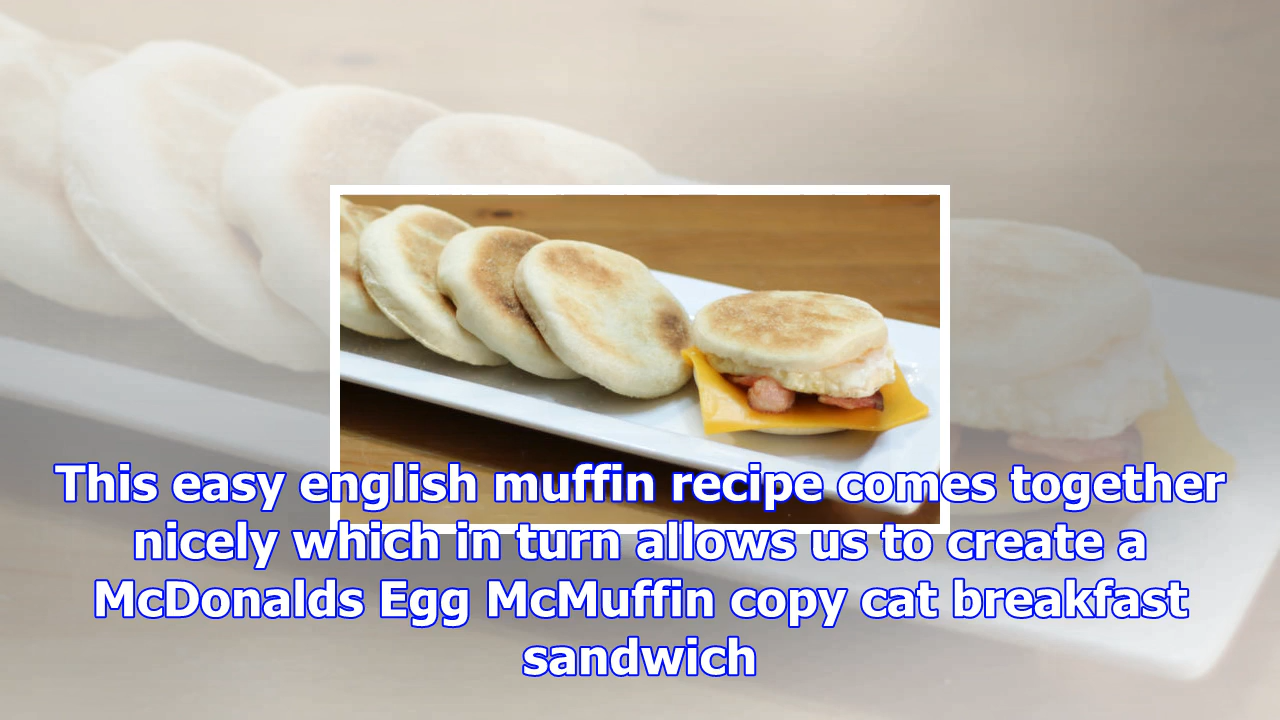 This easy english muffin recipe comes together
nicely which in turn allows us to create a
McDonalds Egg McMuffin copy cat breakfast
sandwich